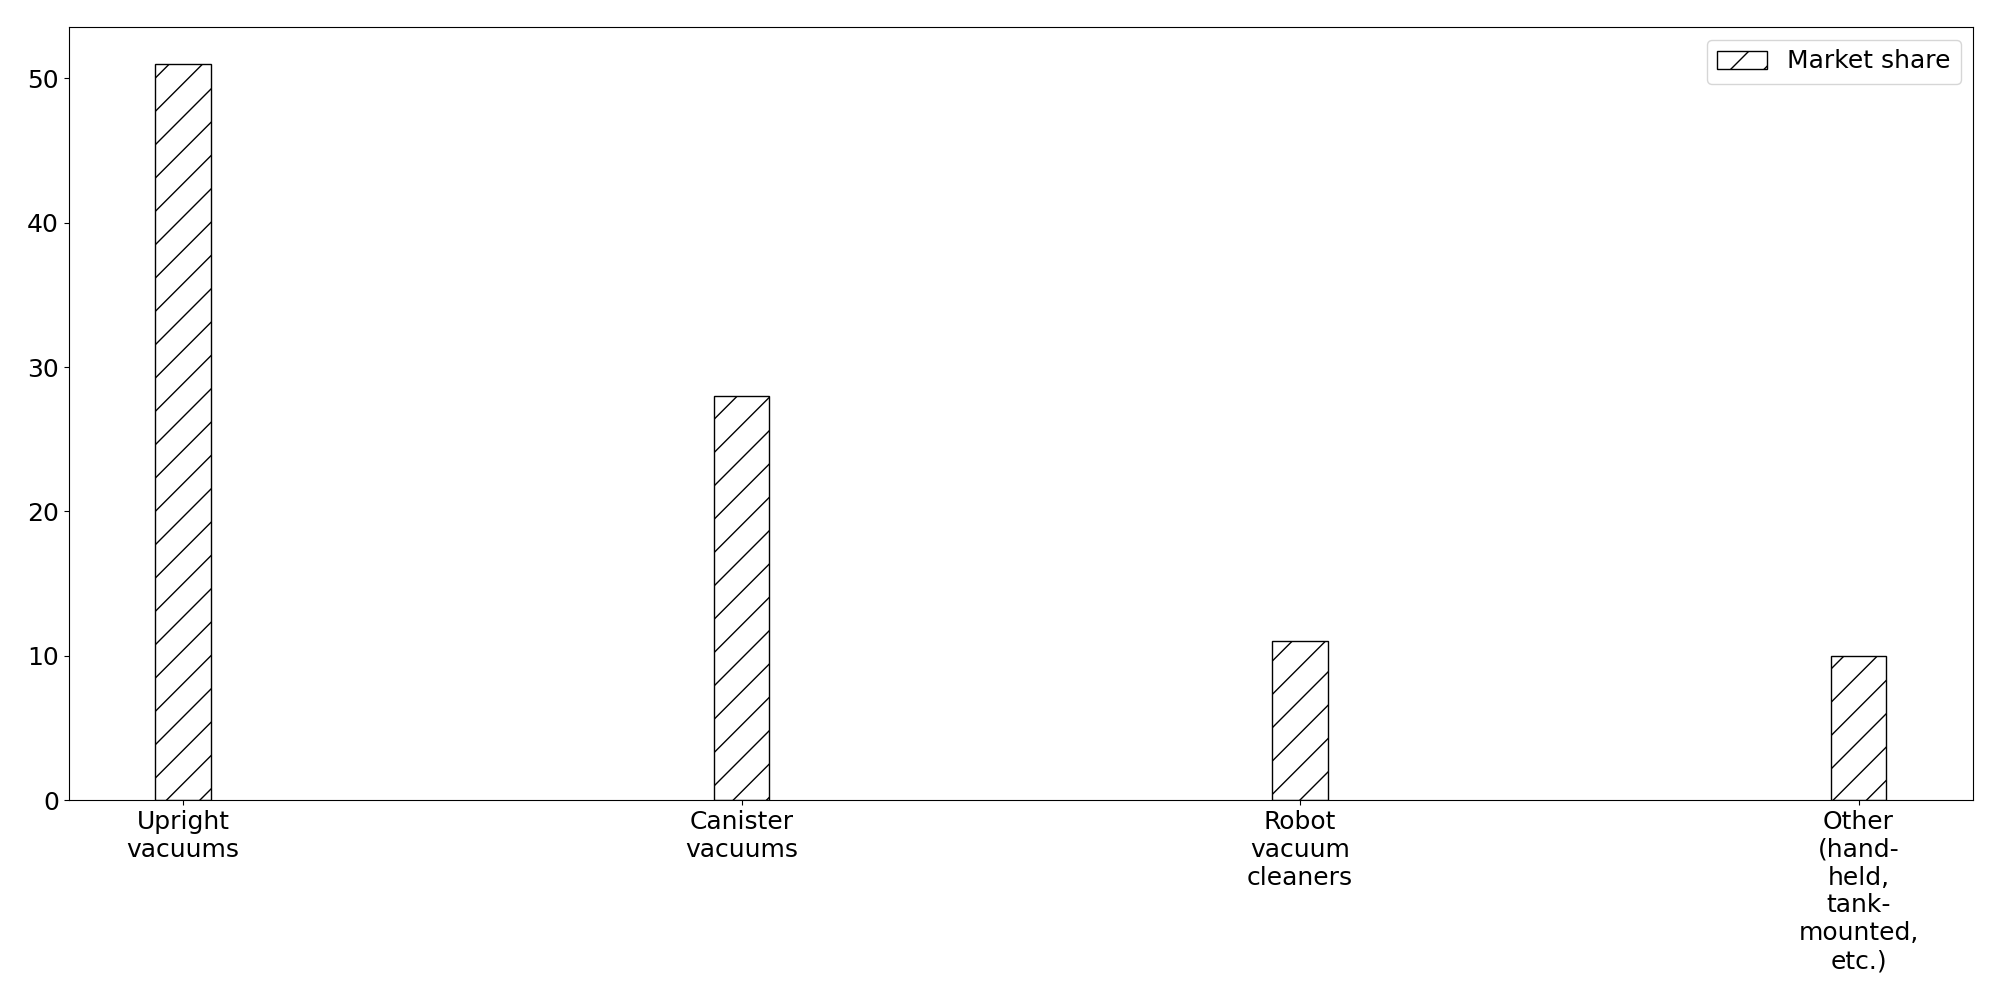 Market share
50
40
30
20
10
0
Upright
vacuums
Canister
vacuums
Robot
vacuum
cleaners
Other
(hand-
held,
tank-
mounted,
etc.)